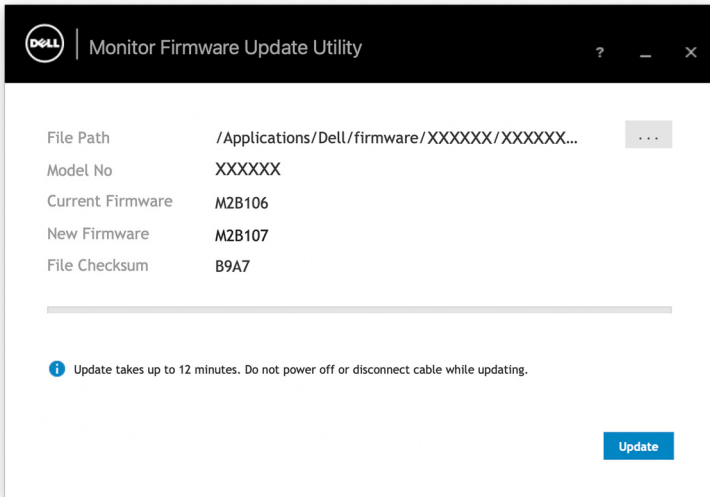 DELL Monitor Firmware Update Utility ? _ ×
File Path /Applications/Dell/firmware/XXXXXX/XXXXXX... ...
Model No XXXXXX
Current Firmware M2B106
New Firmware M2B107
File Checksum B9A7
i Update takes up to 12 minutes. Do not power off or disconnect cable while updating.
Update